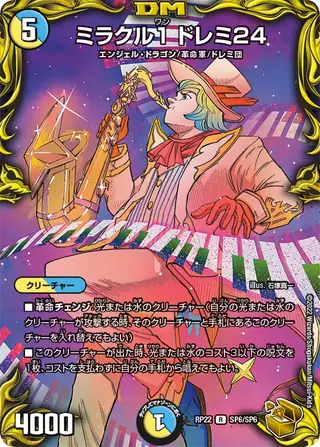 DM
5
ワン
ミラクル1 ドレミ24
エンジェル・ドラゴン/革命軍/ドレミ団
illus. 石塚真一
クリーチャー
■革命チェンジ:光または水のクリーチャー(自分の光または水の
クリーチャーが攻撃する時、そのクリーチャーと手札にあるこのクリ
ーチャーを入れ替えてもよい)
■このクリーチャーが出た時、光または水のコスト3以下の呪文を
1枚、コストを支払わずに自分の手札から唱えてもよい。
4000
1
RP22 R SP6/SP6